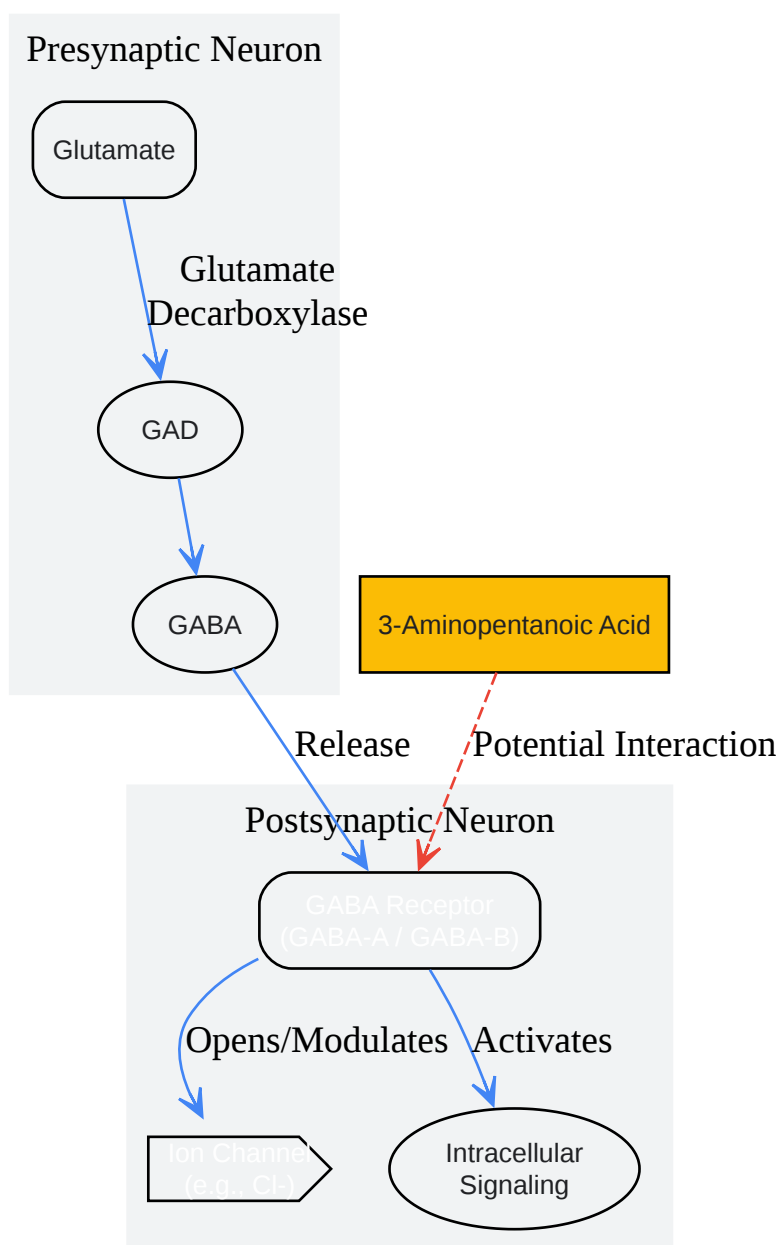 Presynaptic Neuron
Glutamate
Glutamate
Decarboxylase
GAD
GABA
3-Aminopentanoic Acid
Release
Potential Interaction
Postsynaptic Neuron
GABA Receptor
(GABA-A / GABA-B)
Opens/Modulates
Activates
Ion Channel
(e.g., Cl-)
Intracellular
Signaling